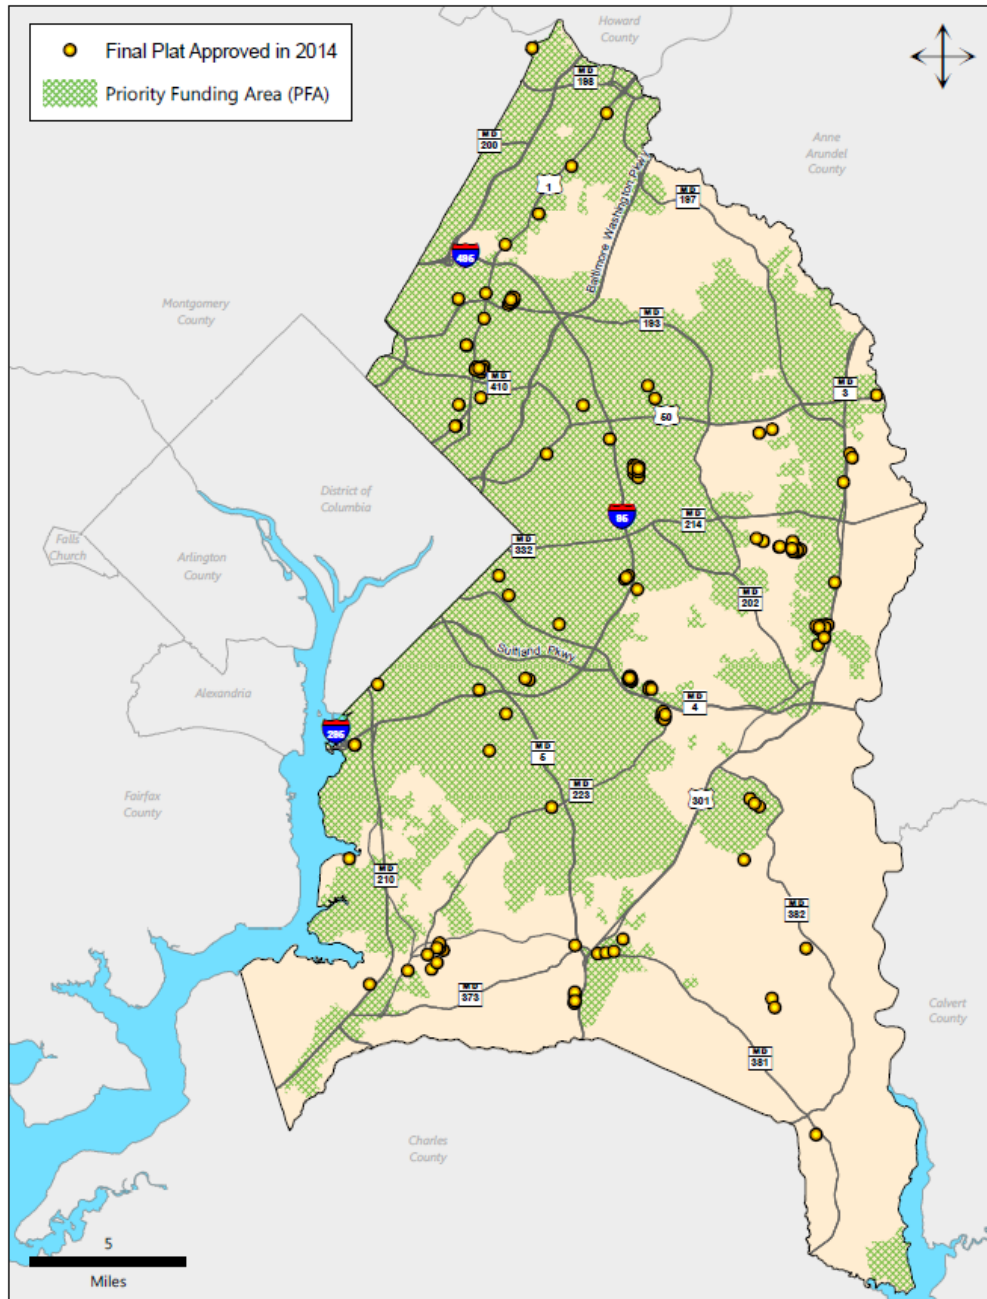 Final Plat Approved in 2014
Priority Funding Area (PFA)
Howard
County
MD
198
MD
200
Anne
Arundel
County
1
Baltimore Washington Pkwy
MD
197
495
Montgomery
County
MD
193
MD
410
MD
3
50
District of
Columbia
95
MD
214
Falls
Church
Arlington
County
MD
332
MD
202
Suitland Pkwy
Alexandria
MD
4
295
MD
5
Fairfax
County
MD
223
301
MD
210
MD
382
MD
373
Calvert
County
MD
381
Charles
County
5
Miles